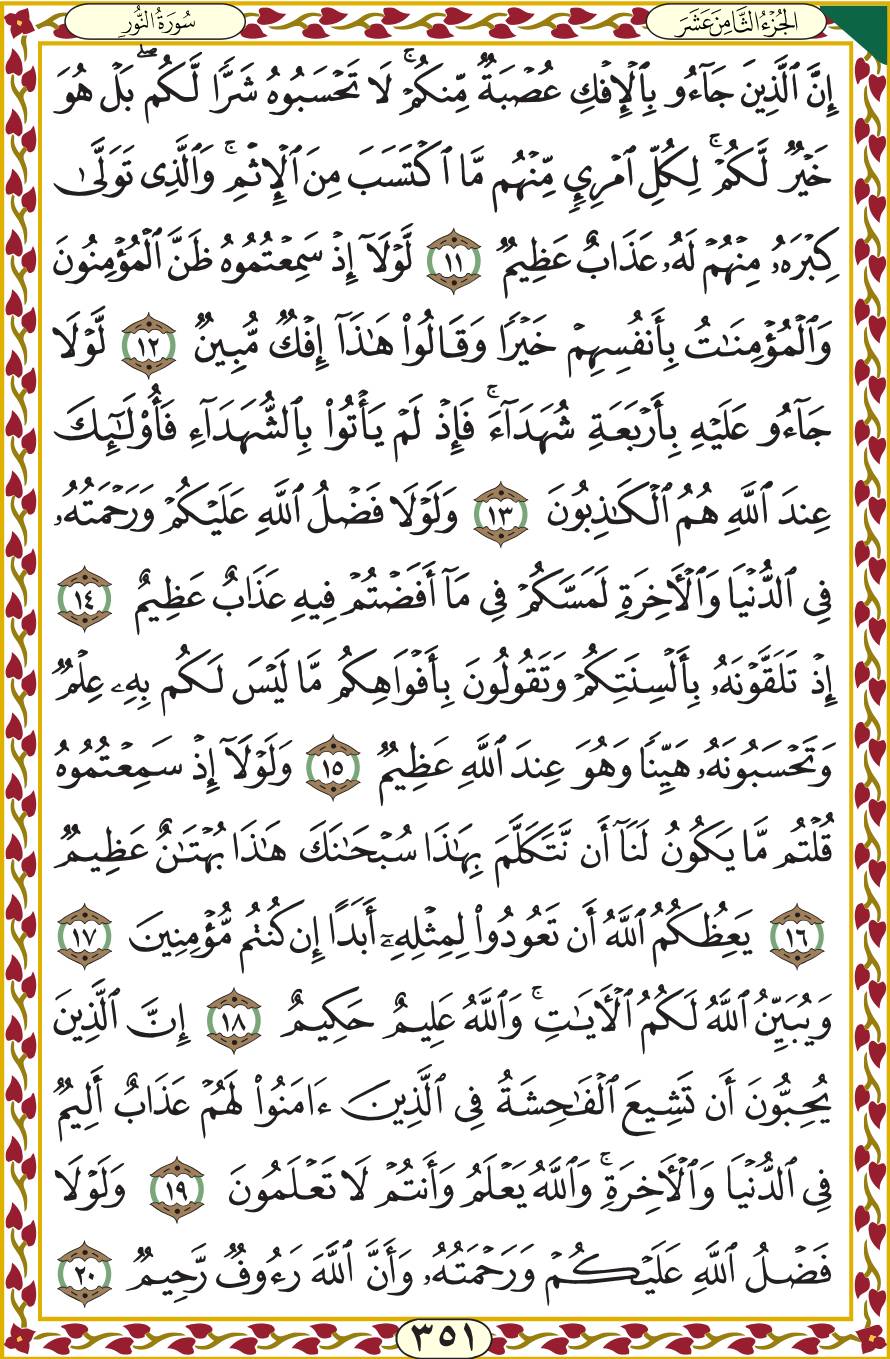 الجُزْءُ الثَّامِنَ عَشَرَ
سُورَةُ النُّورِ
إِنَّ ٱلَّذِينَ جَآءُو بِٱلْإِفْكِ عُصْبَةٌ مِّنكُمْ ۚ لَا تَحْسَبُوهُ شَرًّا لَّكُم ۖ بَلْ هُوَ
خَيْرٌ لَّكُمْ ۚ لِكُلِّ ٱمْرِئٍ مِّنْهُم مَّا ٱكْتَسَبَ مِنَ ٱلْإِثْمِ ۚ وَٱلَّذِى تَوَلَّىٰ
كِبْرَهُۥ مِنْهُمْ لَهُۥ عَذَابٌ عَظِيمٌ ١١ لَّوْلَآ إِذْ سَمِعْتُمُوهُ ظَنَّ ٱلْمُؤْمِنُونَ
وَٱلْمُؤْمِنَـٰتُ بِأَنفُسِهِمْ خَيْرًا وَقَالُوا۟ هَـٰذَآ إِفْكٌ مُّبِينٌ ١٢ لَّوْلَا
جَآءُو عَلَيْهِ بِأَرْبَعَةِ شُهَدَآءَ ۚ فَإِذْ لَمْ يَأْتُوا۟ بِٱلشُّهَدَآءِ فَأُو۟لَـٰٓئِكَ
عِندَ ٱللَّهِ هُمُ ٱلْكَـٰذِبُونَ ١٣ وَلَوْلَا فَضْلُ ٱللَّهِ عَلَيْكُمْ وَرَحْمَتُهُۥ
فِى ٱلدُّنْيَا وَٱلْـَٔاخِرَةِ لَمَسَّكُمْ فِى مَآ أَفَضْتُمْ فِيهِ عَذَابٌ عَظِيمٌ ١٤
إِذْ تَلَقَّوْنَهُۥ بِأَلْسِنَتِكُمْ وَتَقُولُونَ بِأَفْوَاهِكُم مَّا لَيْسَ لَكُم بِهِۦ عِلْمٌ
وَتَحْسَبُونَهُۥ هَيِّنًا وَهُوَ عِندَ ٱللَّهِ عَظِيمٌ ١٥ وَلَوْلَآ إِذْ سَمِعْتُمُوهُ
قُلْتُم مَّا يَكُونُ لَنَآ أَن نَّتَكَلَّمَ بِهَـٰذَا سُبْحَـٰنَكَ هَـٰذَا بُهْتَـٰنٌ عَظِيمٌ
١٦ يَعِظُكُمُ ٱللَّهُ أَن تَعُودُوا۟ لِمِثْلِهِۦٓ أَبَدًا إِن كُنتُم مُّؤْمِنِينَ ١٧
وَيُبَيِّنُ ٱللَّهُ لَكُمُ ٱلْـَٔايَـٰتِ ۚ وَٱللَّهُ عَلِيمٌ حَكِيمٌ ١٨ إِنَّ ٱلَّذِينَ
يُحِبُّونَ أَن تَشِيعَ ٱلْفَـٰحِشَةُ فِى ٱلَّذِينَ ءَامَنُوا۟ لَهُمْ عَذَابٌ أَلِيمٌ
فِى ٱلدُّنْيَا وَٱلْـَٔاخِرَةِ ۚ وَٱللَّهُ يَعْلَمُ وَأَنتُمْ لَا تَعْلَمُونَ ١٩ وَلَوْلَا
فَضْلُ ٱللَّهِ عَلَيْكُمْ وَرَحْمَتُهُۥ وَأَنَّ ٱللَّهَ رَءُوفٌ رَّحِيمٌ ٢٠
٣٥١